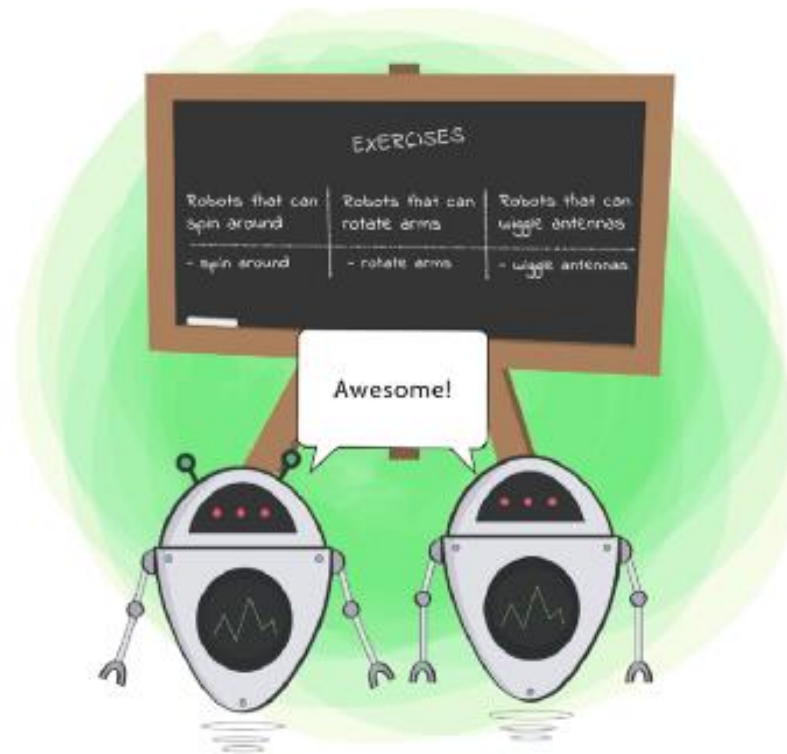 EXERCISES
Robots that can
spin around
Robots that can
rotate arms
Robots that can
wiggle antennas
- spin around
- rotate arms
- wiggle antennas
Awesome!